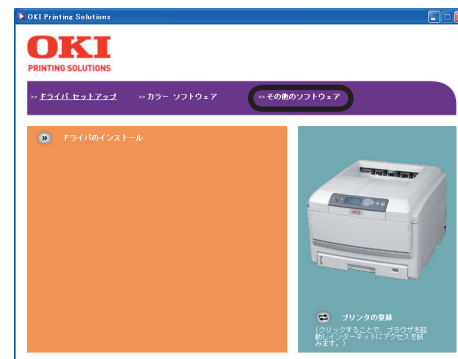 OKI Printing Solutions
OKI
PRINTING SOLUTIONS
ドライバ セットアップ
カラー ソフトウェア
その他のソフトウェア
ドライバのインストール
OKI
プリンタの登録
(クリックすることで、ブラウザを起
動しインターネットにアクセスを試
みます。)